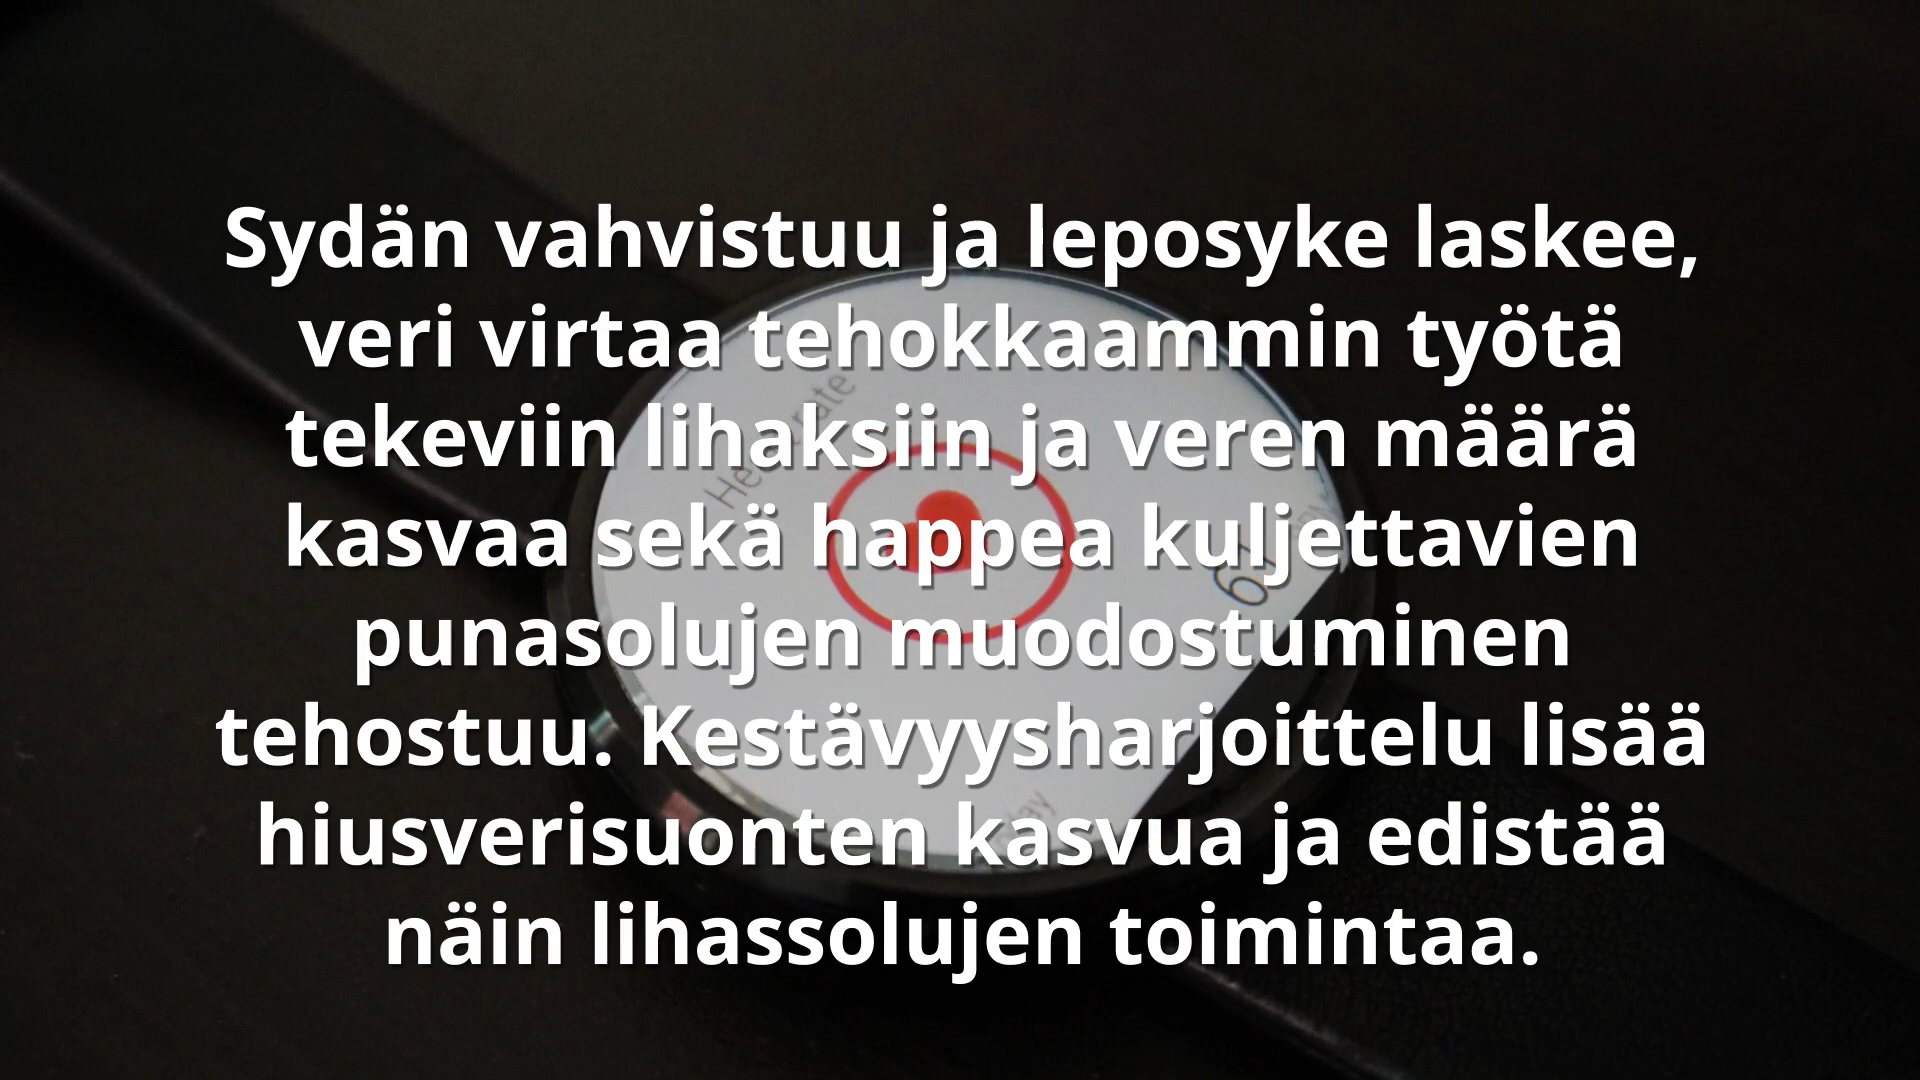 Sydän vahvistuu ja leposyke laskee,
veri virtaa tehokkaammin työtä
tekeviin lihaksiin ja veren määrä
kasvaa sekä happea kuljettavien
punasolujen muodostuminen
tehostuu. Kestävyysharjoittelu lisää
hiusverisuonten kasvua ja edistää
näin lihassolujen toimintaa.